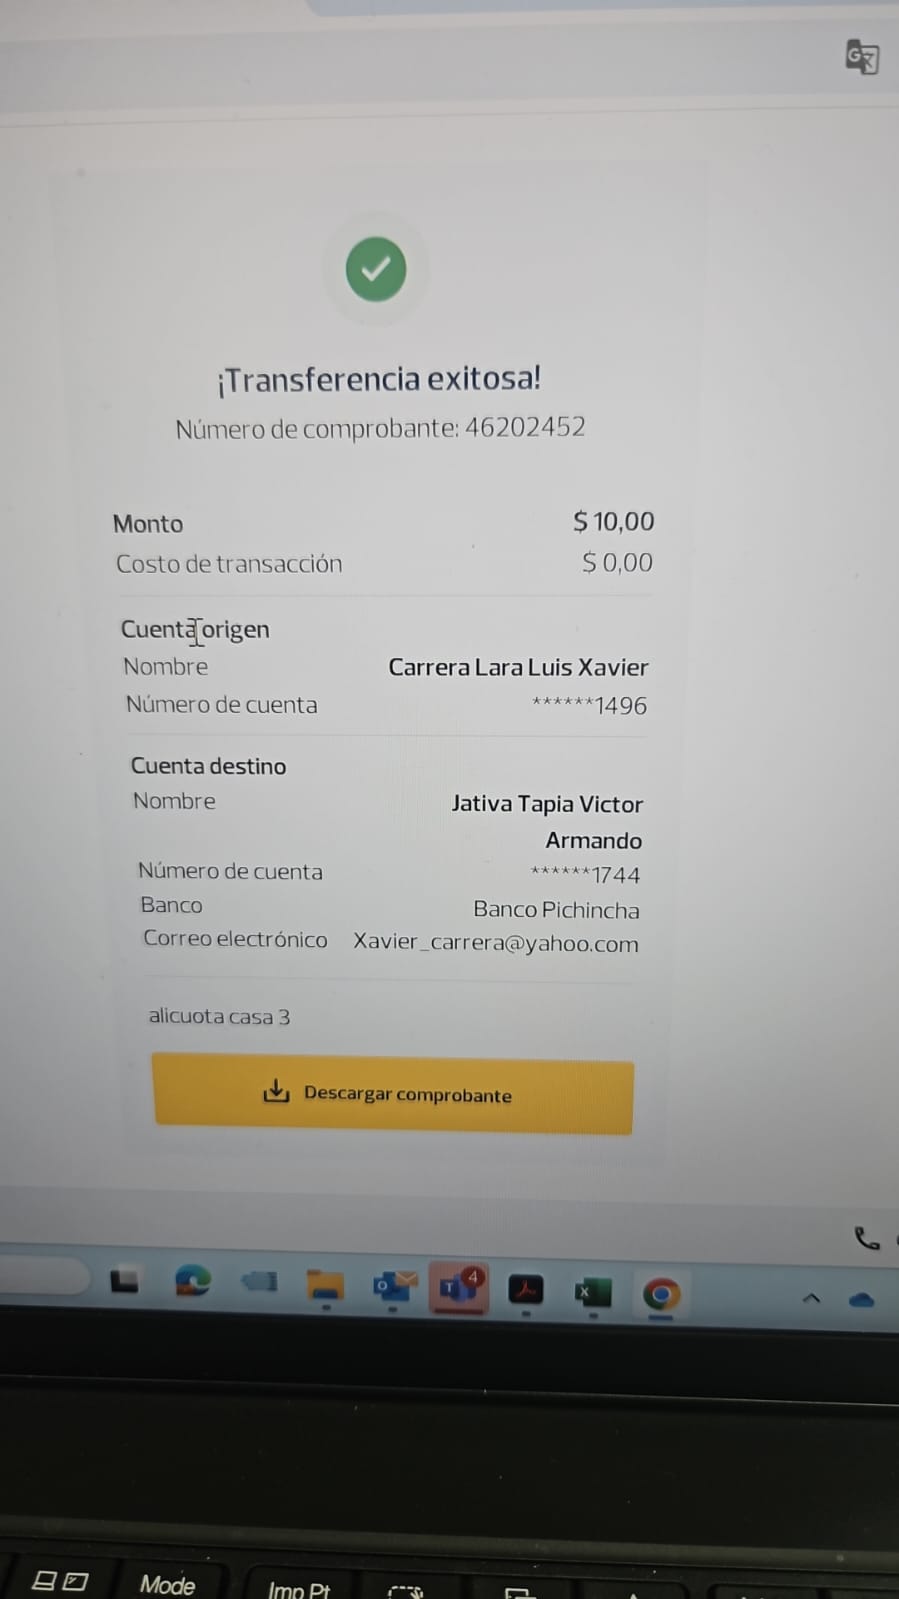 ¡Transferencia exitosa!
Número de comprobante: 46202452
Monto $ 10,00
Costo de transacción $ 0,00
Cuenta origen
Nombre Carrera Lara Luis Xavier
Número de cuenta ******1496
Cuenta destino
Nombre Jativa Tapia Victor
Armando
Número de cuenta ******1744
Banco Banco Pichincha
Correo electrónico Xavier_carrera@yahoo.com
alicuota casa 3
Descargar comprobante
4
Mode Imp Pt